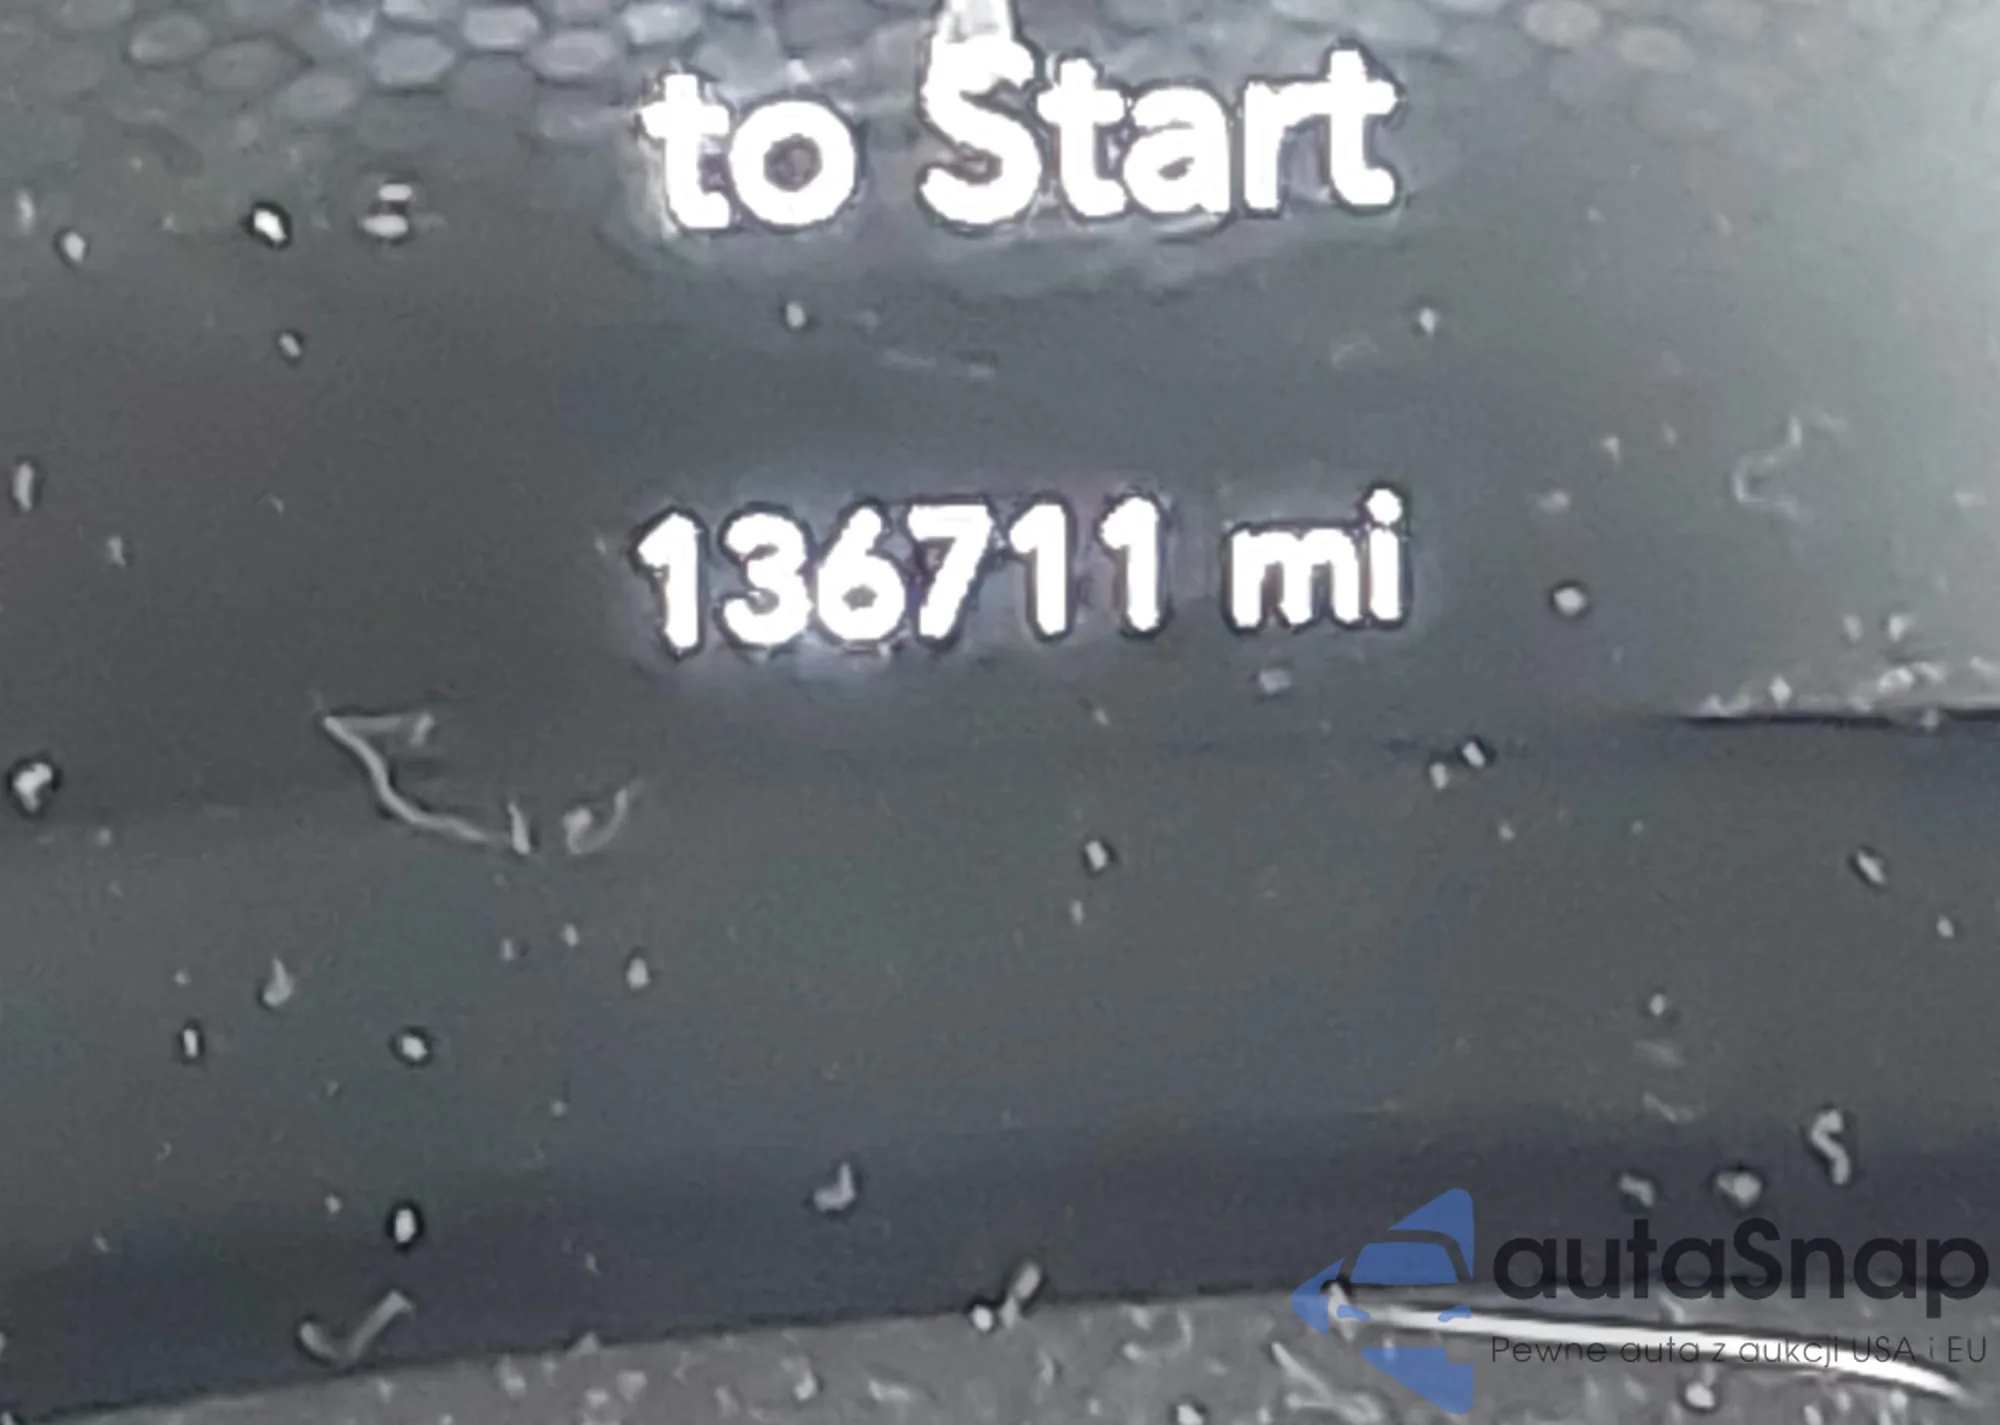 to Start
136711 mi
autaSnap
Pewne auta z aukcji USA i EU